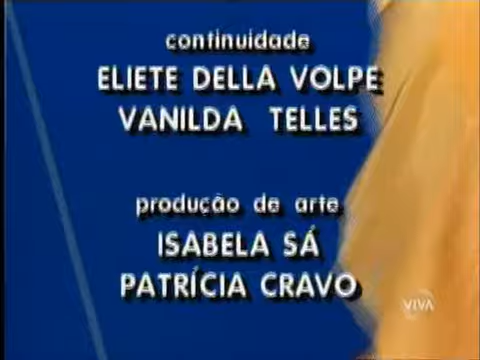 continuidade
ELIETE DELLA VOLPE
VANILDA TELLES
produção de arte
ISABELA SÁ
PATRÍCIA CRAVO
VIVA